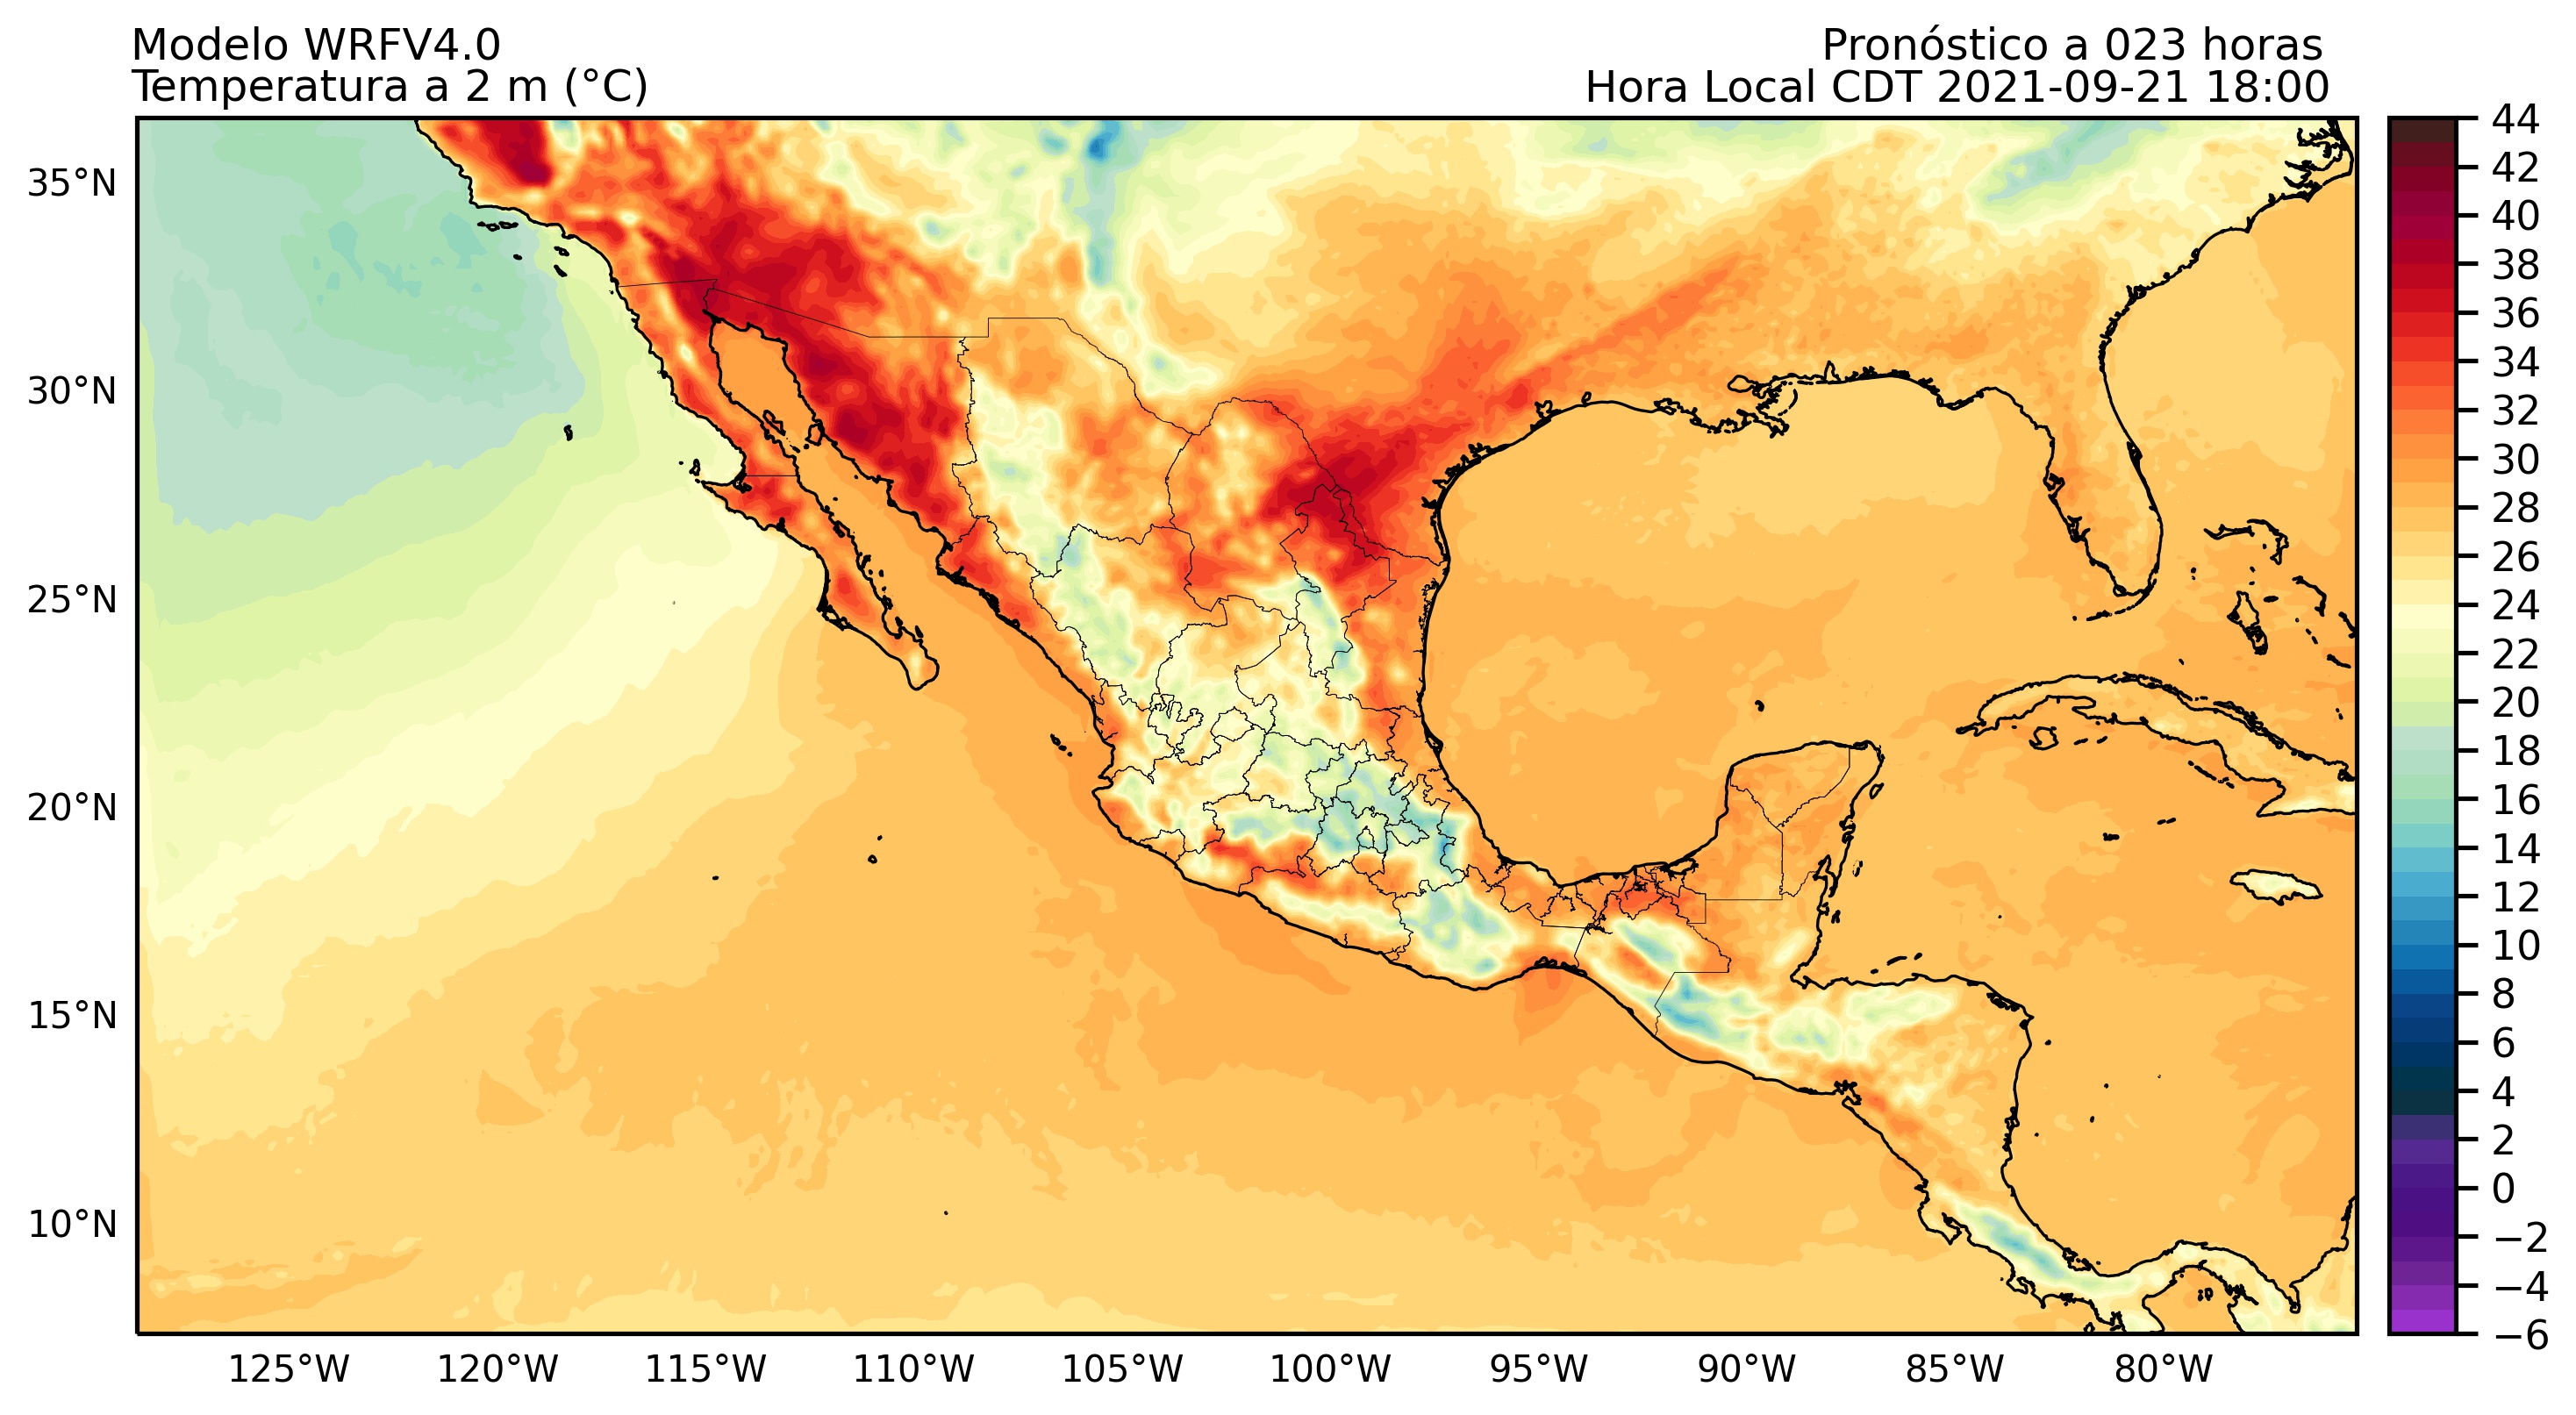 Modelo WRFV4.0
Temperatura a 2 m (°C)
Pronóstico a 023 horas
Hora Local CDT 2021-09-21 18:00
35°N
30°N
25°N
20°N
15°N
10°N
125°W
120°W
115°W
110°W
105°W
100°W
95°W
90°W
85°W
80°W
44
42
40
38
36
34
32
30
28
26
24
22
20
18
16
14
12
10
8
6
4
2
0
−2
−4
−6